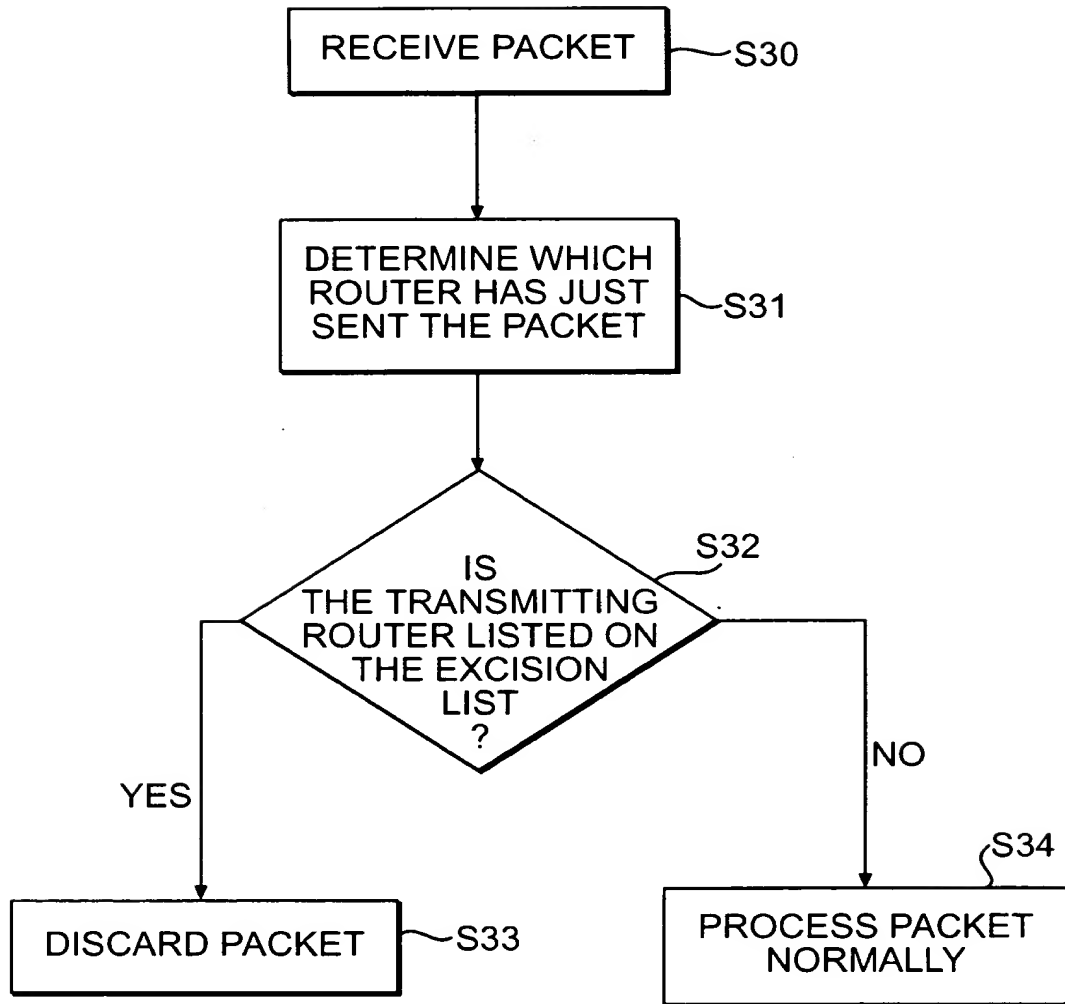 RECEIVE PACKET
S30
DETERMINE WHICH
ROUTER HAS JUST
SENT THE PACKET
S31
S32
IS
THE TRANSMITTING
ROUTER LISTED ON
THE EXCISION
LIST
?
YES
NO
DISCARD PACKET
S33
S34
PROCESS PACKET
NORMALLY